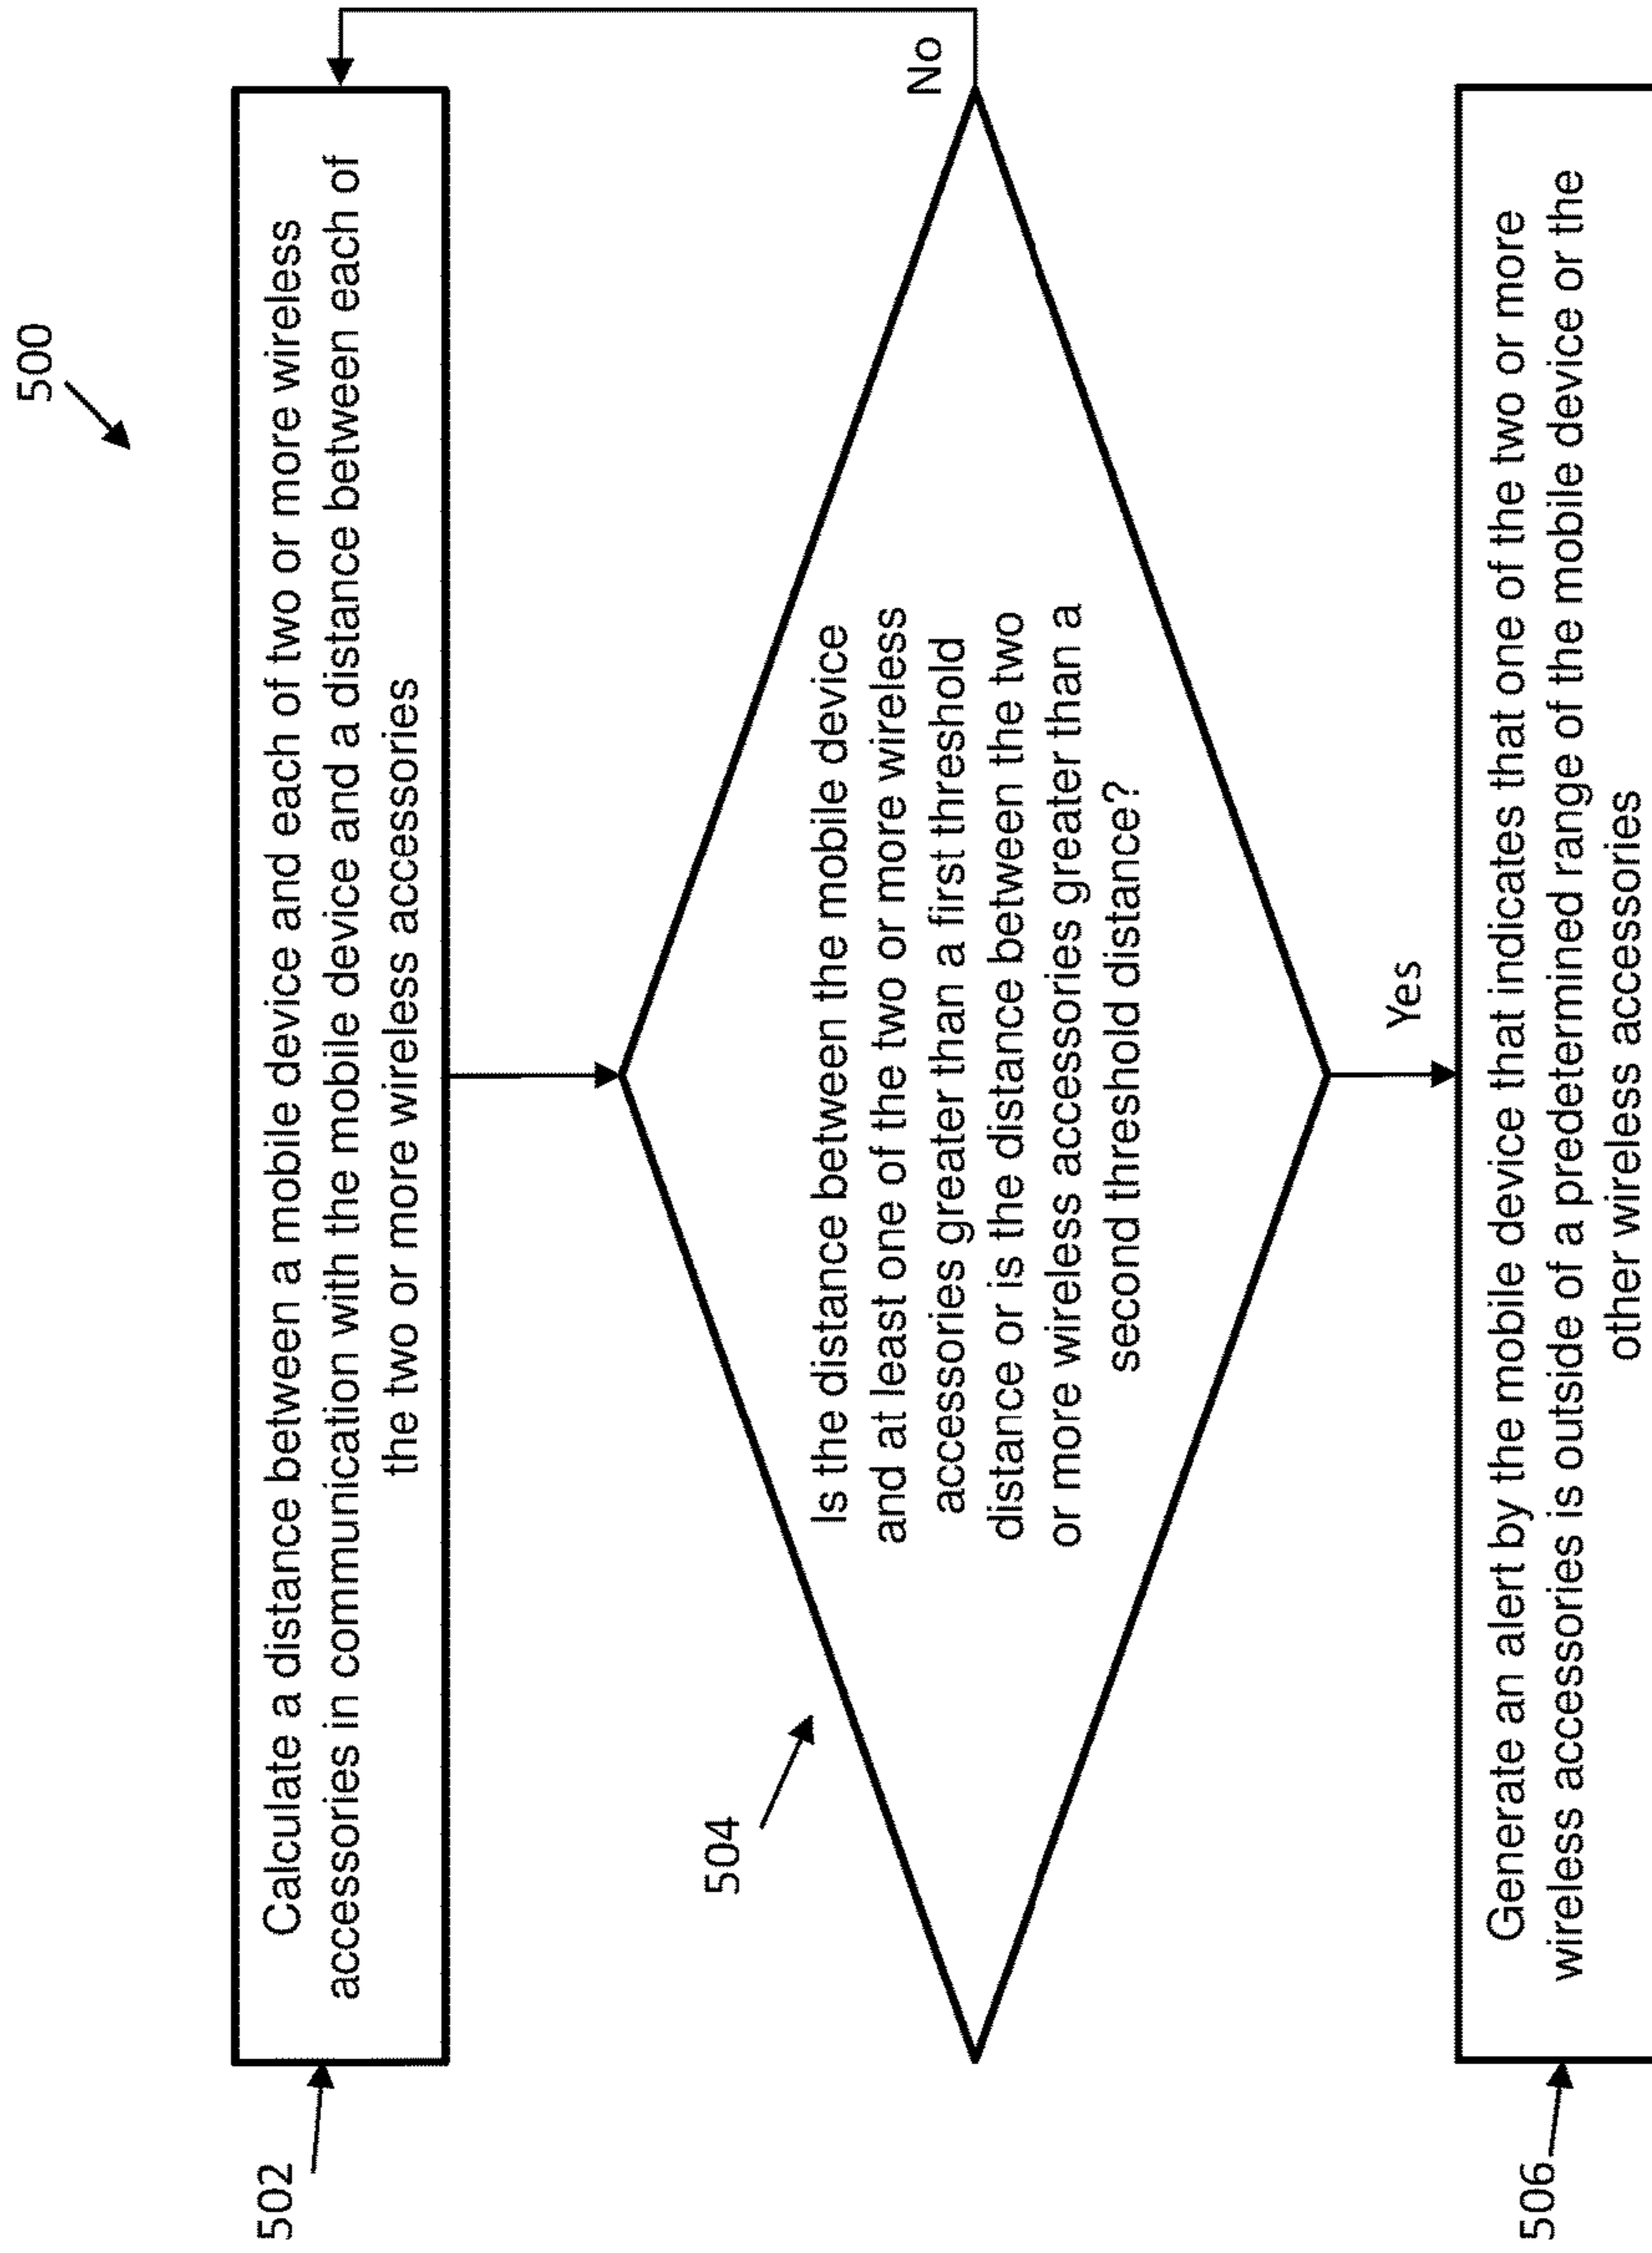 500
502
Calculate a distance between a mobile device and each of two or more wireless
accessories in communication with the mobile device and a distance between each of
the two or more wireless accessories
504
Is the distance between the mobile device
and at least one of the two or more wireless
accessories greater than a first threshold
distance or is the distance between the two
or more wireless accessories greater than a
second threshold distance?
No
Yes
506
Generate an alert by the mobile device that indicates that one of the two or more
wireless accessories is outside of a predetermined range of the mobile device or the
other wireless accessories